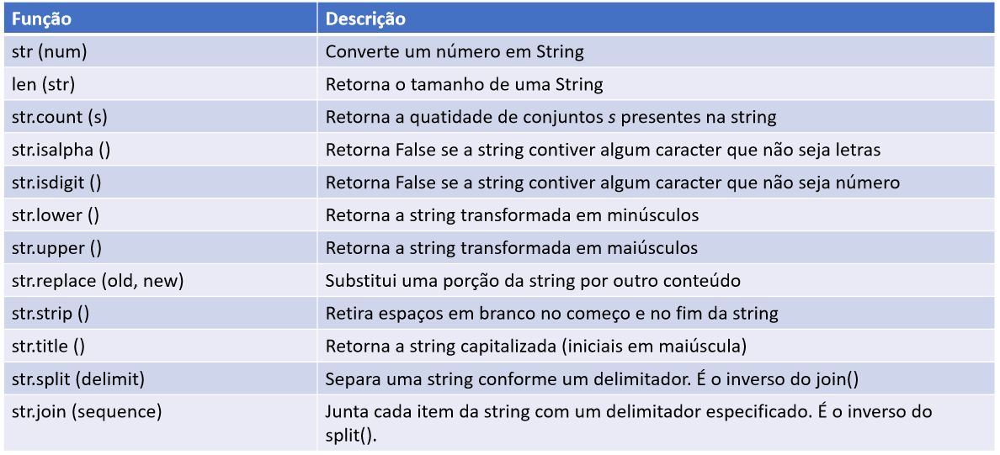 Função Descrição
str (num) Converte um número em String
len (str) Retorna o tamanho de uma String
str.count (s) Retorna a quatidade de conjuntos s presentes na string
str.isalpha () Retorna False se a string contiver algum caracter que não seja letras
str.isdigit () Retorna False se a string contiver algum caracter que não seja número
str.lower () Retorna a string transformada em minúsculos
str.upper () Retorna a string transformada em maiúsculos
str.replace (old, new) Substitui uma porção da string por outro conteúdo
str.strip () Retira espaços em branco no começo e no fim da string
str.title () Retorna a string capitalizada (iniciais em maiúscula)
str.split (delimit) Separa uma string conforme um delimitador. É o inverso do join()
str.join (sequence) Junta cada item da string com um delimitador especificado. É o inverso do
split().